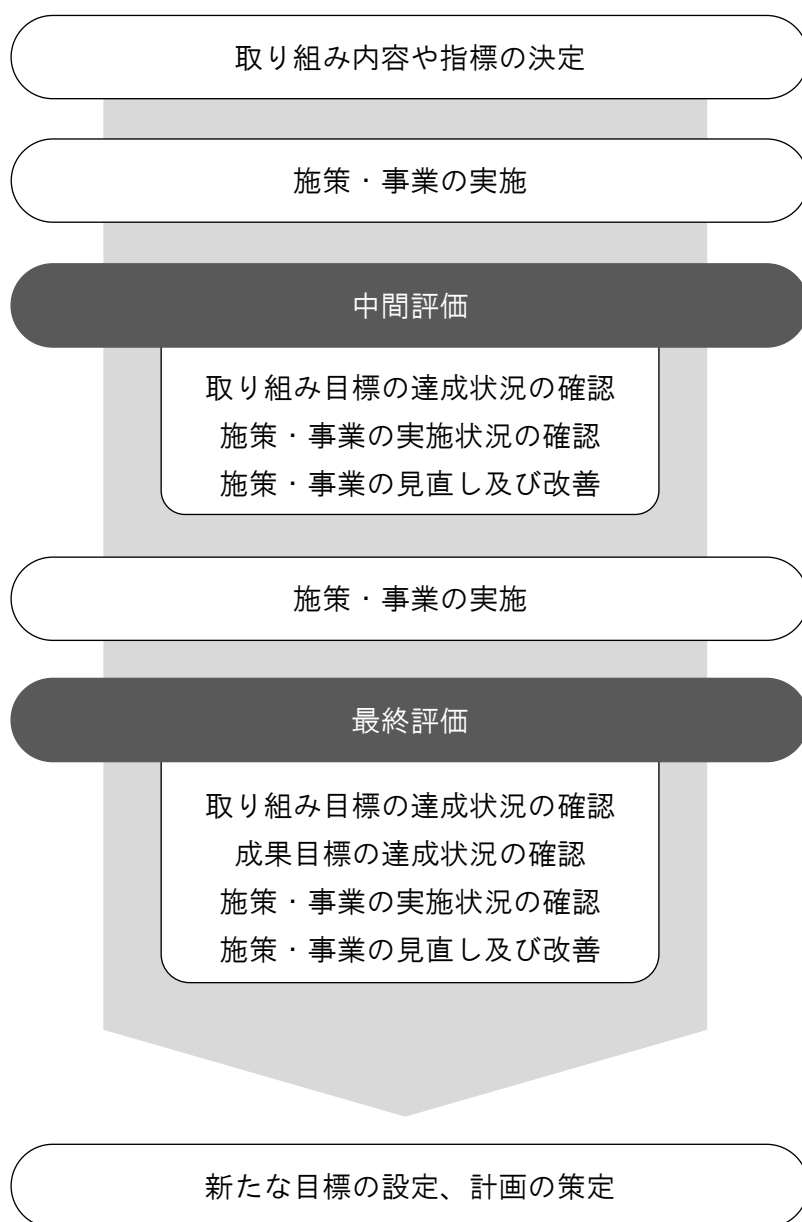 取り組み内容や指標の決定
施策・事業の実施
中間評価
取り組み目標の達成状況の確認
施策・事業の実施状況の確認
施策・事業の見直し及び改善
施策・事業の実施
最終評価
取り組み目標の達成状況の確認
成果目標の達成状況の確認
施策・事業の実施状況の確認
施策・事業の見直し及び改善
新たな目標の設定、計画の策定